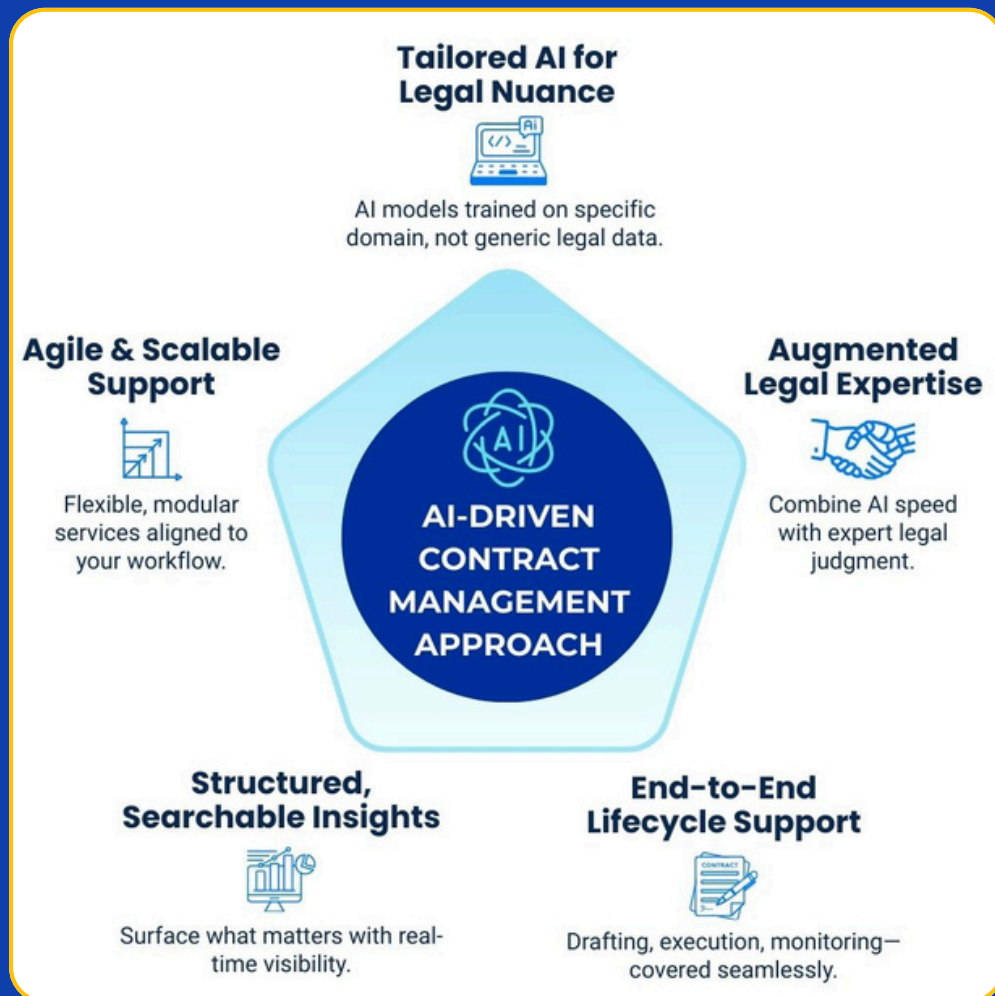 Tailored AI for
Legal Nuance
Ai
</>
AI models trained on specific
domain, not generic legal data.
Agile & Scalable
Support
Flexible, modular
services aligned to
your workflow.
Augmented
Legal Expertise
Combine AI speed
with expert legal
judgment.
AI
AI-DRIVEN
CONTRACT
MANAGEMENT
APPROACH
Structured,
Searchable Insights
Surface what matters with real-
time visibility.
End-to-End
Lifecycle Support
CONTRACT
Drafting, execution, monitoring—
covered seamlessly.